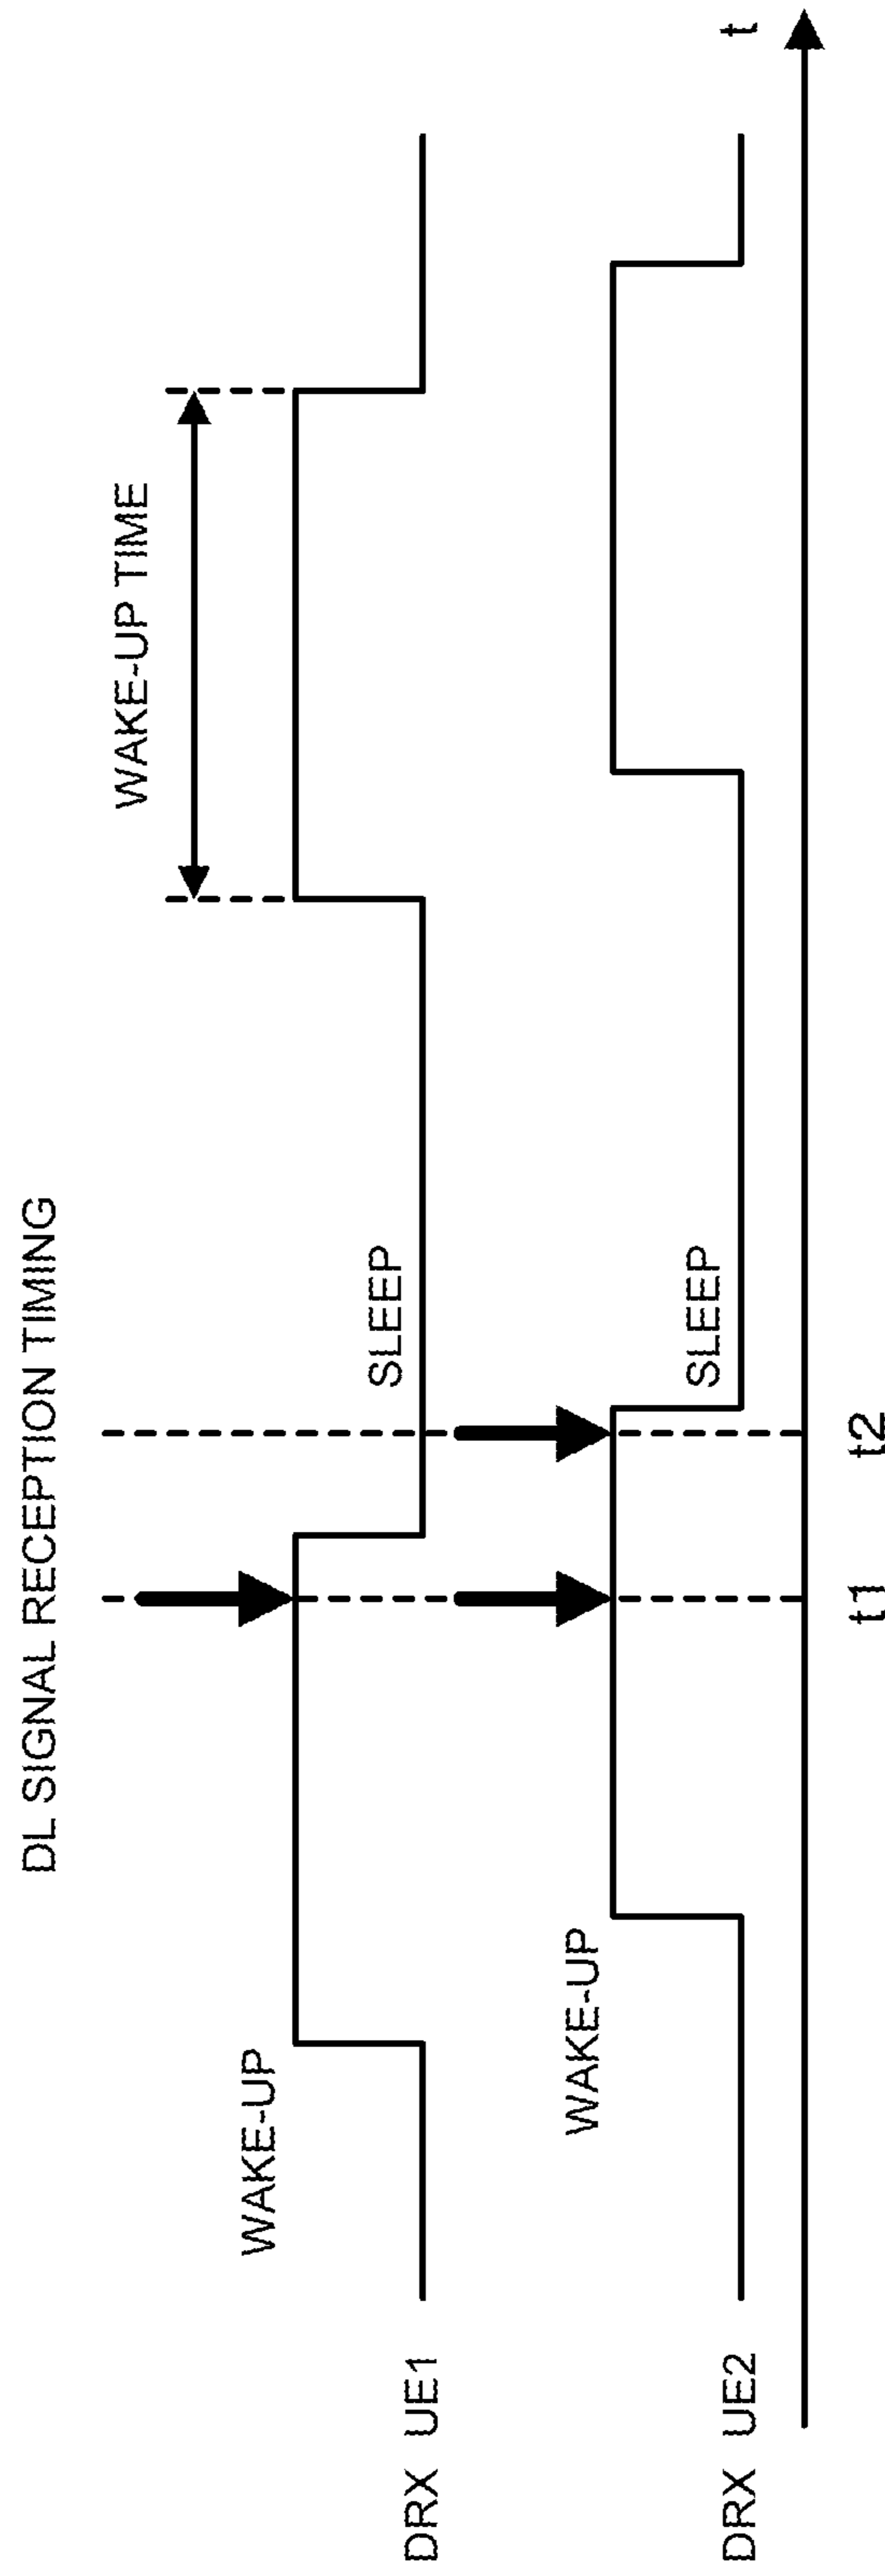 DL SIGNAL RECEPTION TIMING
WAKE-UP TIME
WAKE-UP
SLEEP
DRX UE1
WAKE-UP
SLEEP
DRX UE2
t
t1
t2